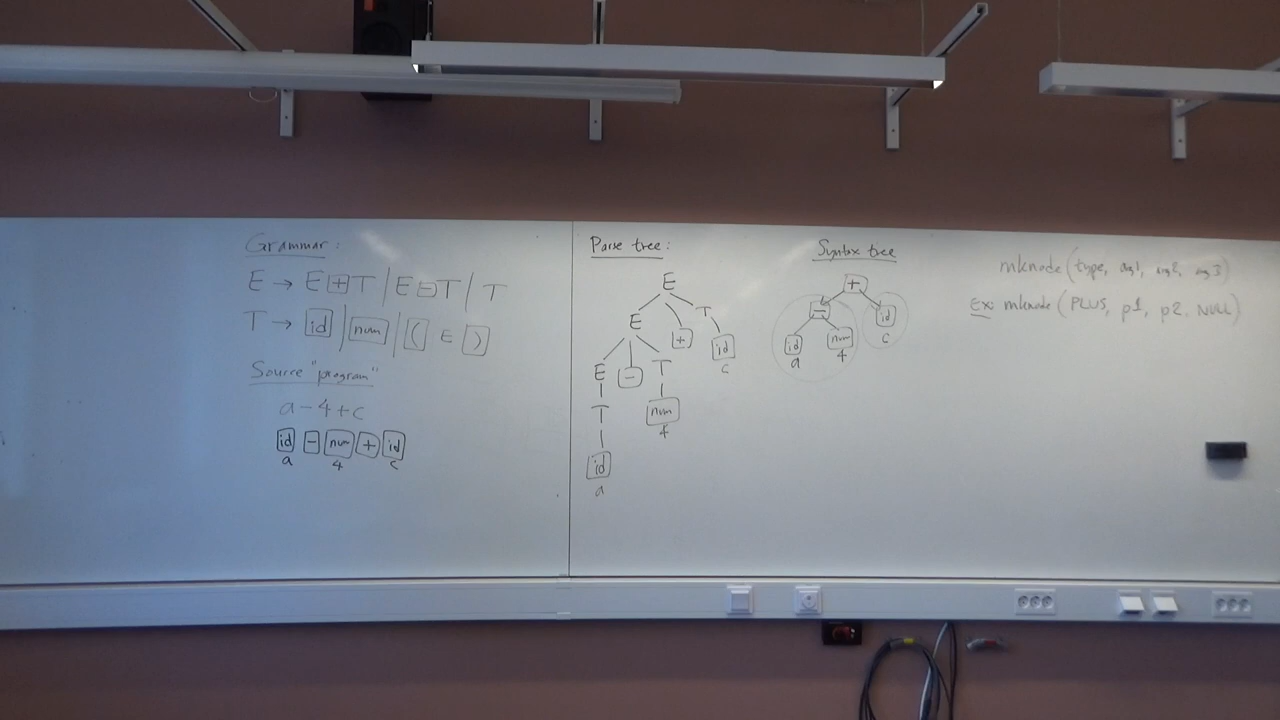 Grammar:
E → E + T | E - T | T
T → id | num | ( E )
Source "program"
a - 4 + c
id - num + id
a 4 c
Parse tree:
E
E + T
E - T id
c
T num
4
id
a
Syntax tree
+
- id
c
id num
a 4
mknode(type, arg1, arg2, arg3)
Ex: mknode(PLUS, p1, p2, NULL)